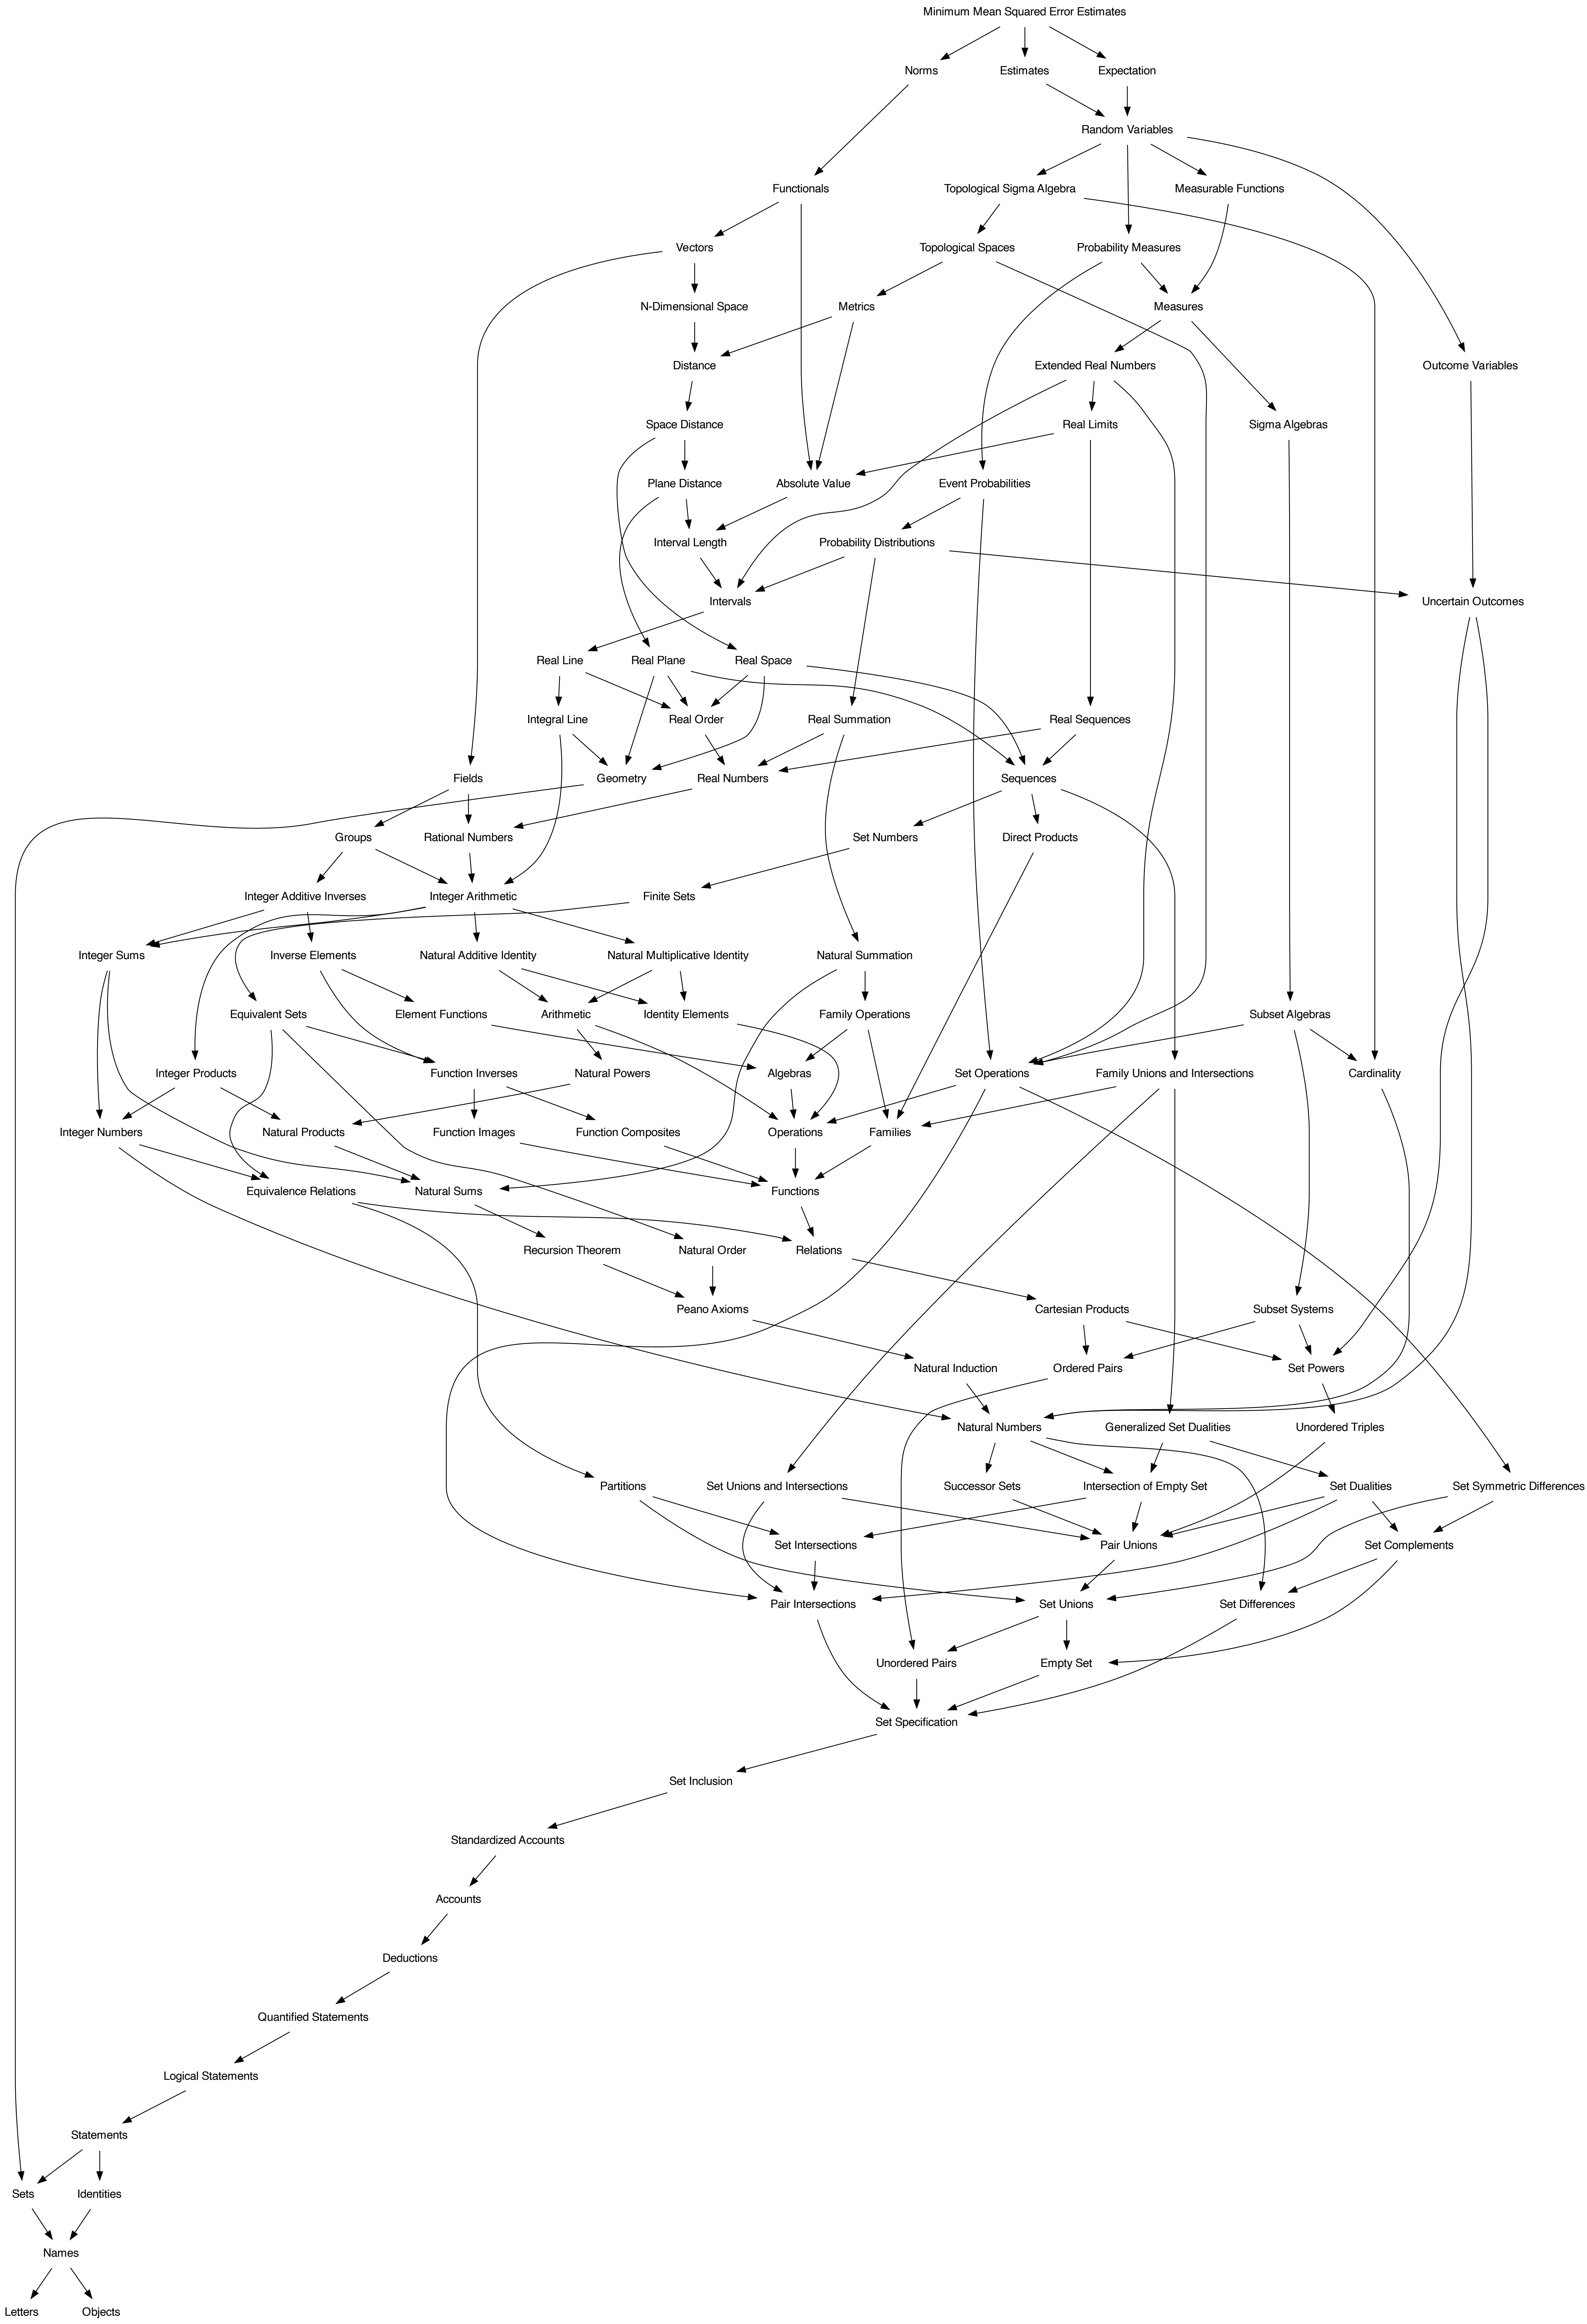 Minimum Mean Squared Error Estimates
Norms
Estimates
Expectation
Random Variables
Functionals
Topological Sigma Algebra
Measurable Functions
Vectors
Topological Spaces
Probability Measures
N-Dimensional Space
Metrics
Measures
Distance
Extended Real Numbers
Outcome Variables
Space Distance
Real Limits
Sigma Algebras
Plane Distance
Absolute Value
Event Probabilities
Interval Length
Probability Distributions
Intervals
Uncertain Outcomes
Real Line
Real Plane
Real Space
Integral Line
Real Order
Real Summation
Real Sequences
Fields
Geometry
Real Numbers
Sequences
Groups
Rational Numbers
Set Numbers
Direct Products
Integer Additive Inverses
Integer Arithmetic
Finite Sets
Integer Sums
Inverse Elements
Natural Additive Identity
Natural Multiplicative Identity
Natural Summation
Equivalent Sets
Element Functions
Arithmetic
Identity Elements
Family Operations
Subset Algebras
Integer Products
Function Inverses
Natural Powers
Algebras
Set Operations
Family Unions and Intersections
Cardinality
Integer Numbers
Natural Products
Function Images
Function Composites
Operations
Families
Equivalence Relations
Natural Sums
Functions
Recursion Theorem
Natural Order
Relations
Peano Axioms
Cartesian Products
Subset Systems
Natural Induction
Ordered Pairs
Set Powers
Natural Numbers
Generalized Set Dualities
Unordered Triples
Partitions
Set Unions and Intersections
Successor Sets
Intersection of Empty Set
Set Dualities
Set Symmetric Differences
Set Intersections
Pair Unions
Set Complements
Pair Intersections
Set Unions
Set Differences
Unordered Pairs
Empty Set
Set Specification
Set Inclusion
Standardized Accounts
Accounts
Deductions
Quantified Statements
Logical Statements
Statements
Sets
Identities
Names
Letters
Objects